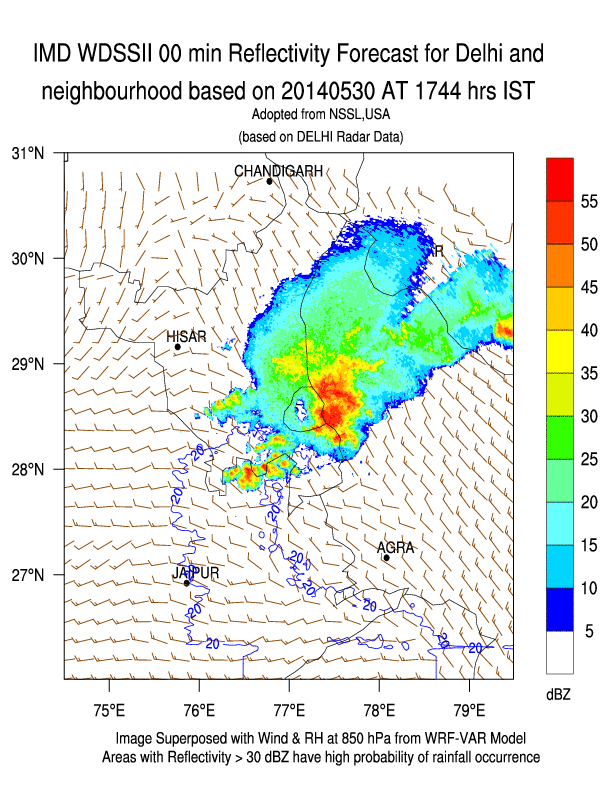 IMD WDSSII 00 min Reflectivity Forecast for Delhi and
neighbourhood based on 20140530 AT 1744 hrs IST
Adopted from NSSL,USA
(based on DELHI Radar Data)
31°N
CHANDIGARH
55
50
30°N
45
40
HISAR
35
29°N
30
25
20
28°N
20
20
20
20
15
AGRA
27°N
JAIPUR
10
20
20
20
20
5
75°E
76°E
77°E
78°E
79°E
dBZ
Image Superposed with Wind & RH at 850 hPa from WRF-VAR Model
Areas with Reflectivity > 30 dBZ have high probability of rainfall occurrence